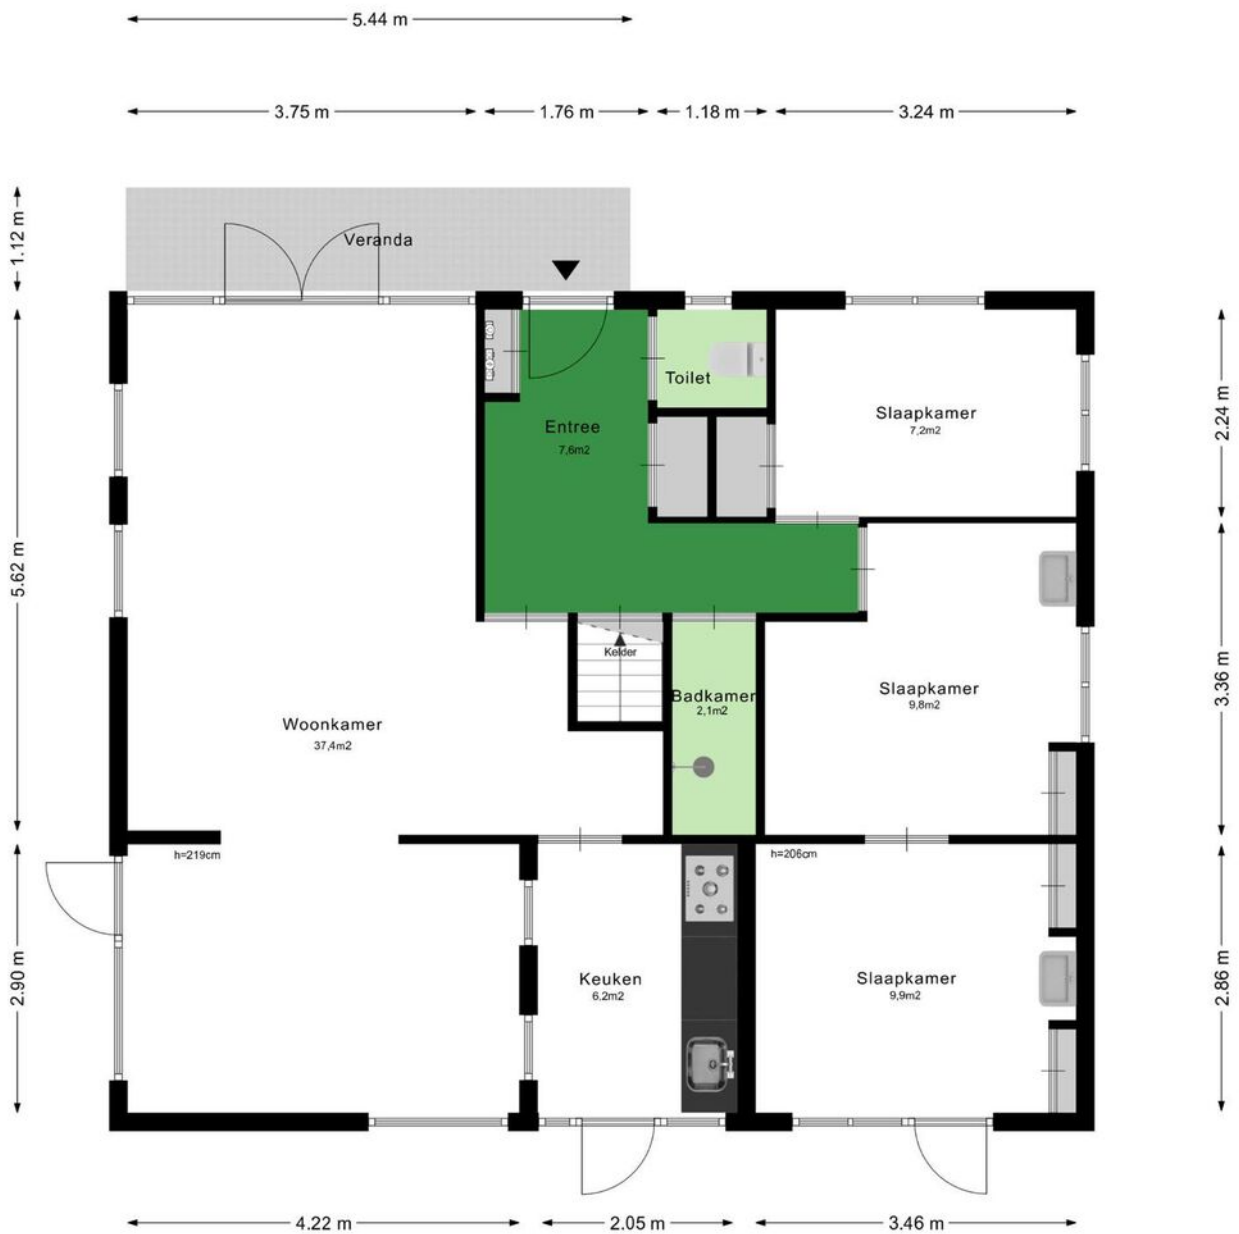 5.44 m
3.75 m
1.76 m
1.18 m
3.24 m
1.12 m
Veranda
Toilet
Entree
7,6m2
Slaapkamer
7,2m2
2.24 m
5.62 m
Kelder
Badkamer
2,1m2
Slaapkamer
9,8m2
3.36 m
Woonkamer
37,4m2
h=219cm
h=206cm
2.90 m
Keuken
6,2m2
Slaapkamer
9,9m2
2.86 m
4.22 m
2.05 m
3.46 m